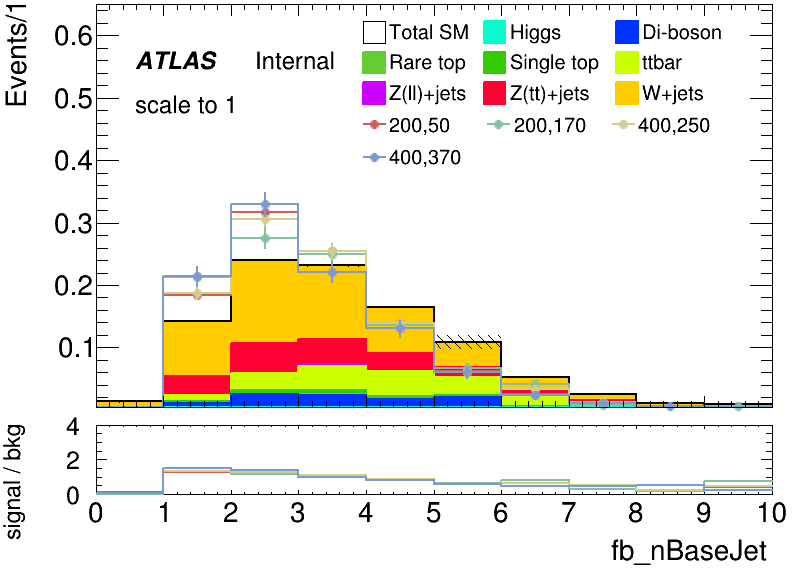 Events/1
0.6
0.5
0.4
0.3
0.2
0.1
ATLAS Internal
scale to 1
Total SM Higgs Di-boson
Rare top Single top ttbar
Z(ll)+jets Z(tt)+jets W+jets
200,50 200,170 400,250
400,370
signal / bkg
4
2
0
0 1 2 3 4 5 6 7 8 9 10
fb_nBaseJet